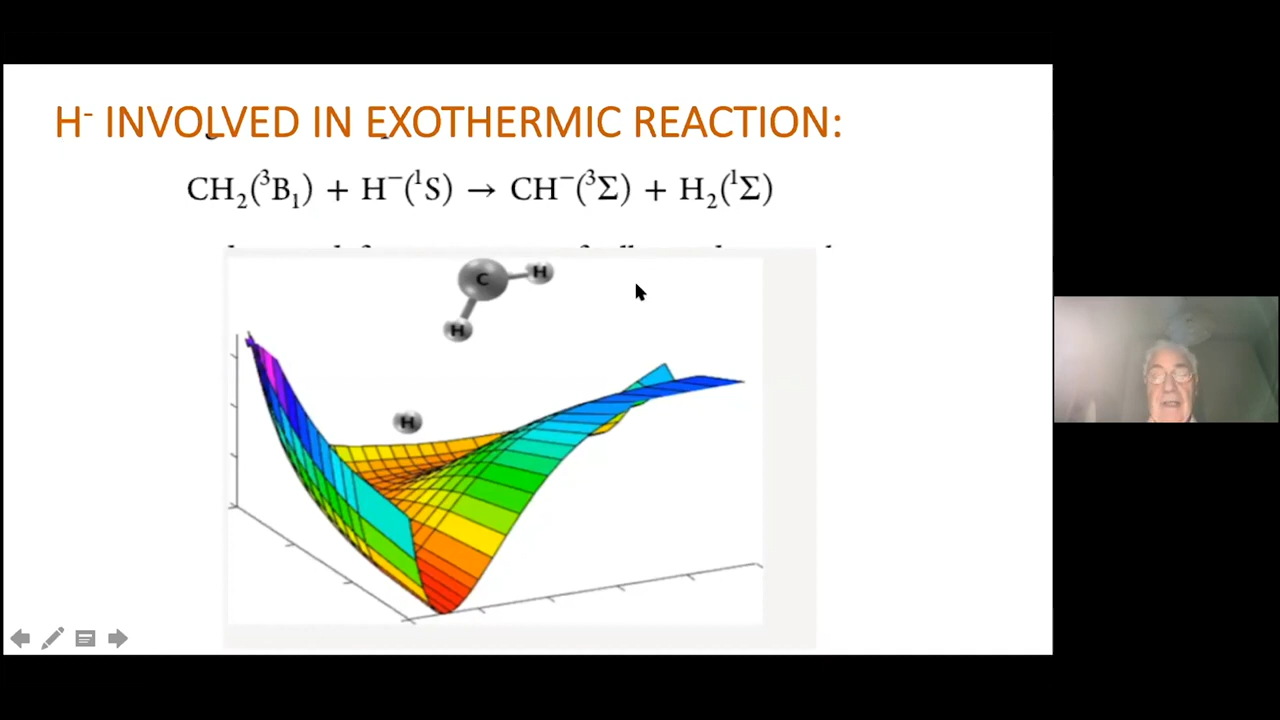 H⁻ INVOLVED IN EXOTHERMIC REACTION:
CH₂(³B₁) + H⁻(¹S) → CH⁻(³Σ) + H₂(¹Σ)
C H
H
H